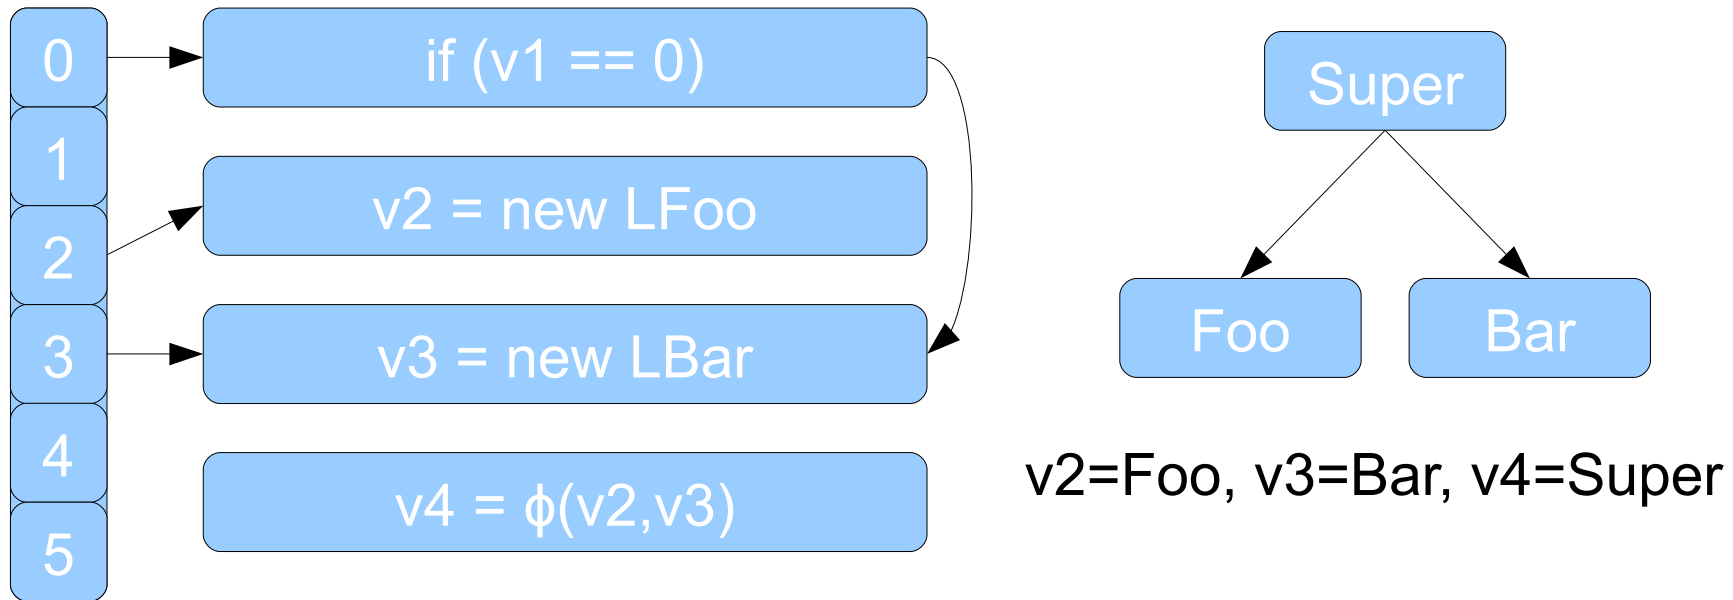 0
1
2
3
4
5
if (v1 == 0)
v2 = new LFoo
v3 = new LBar
v4 = ϕ(v2,v3)
Super
Foo
Bar
v2=Foo, v3=Bar, v4=Super